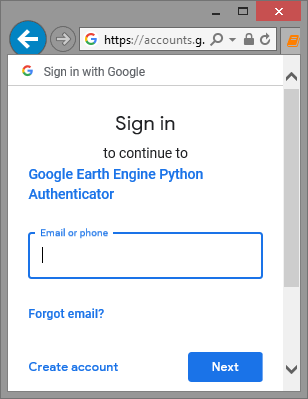 https://accounts.g.
Sign in with Google
Sign in
to continue to
Google Earth Engine Python
Authenticator
Email or phone
Forgot email?
Create account
Next